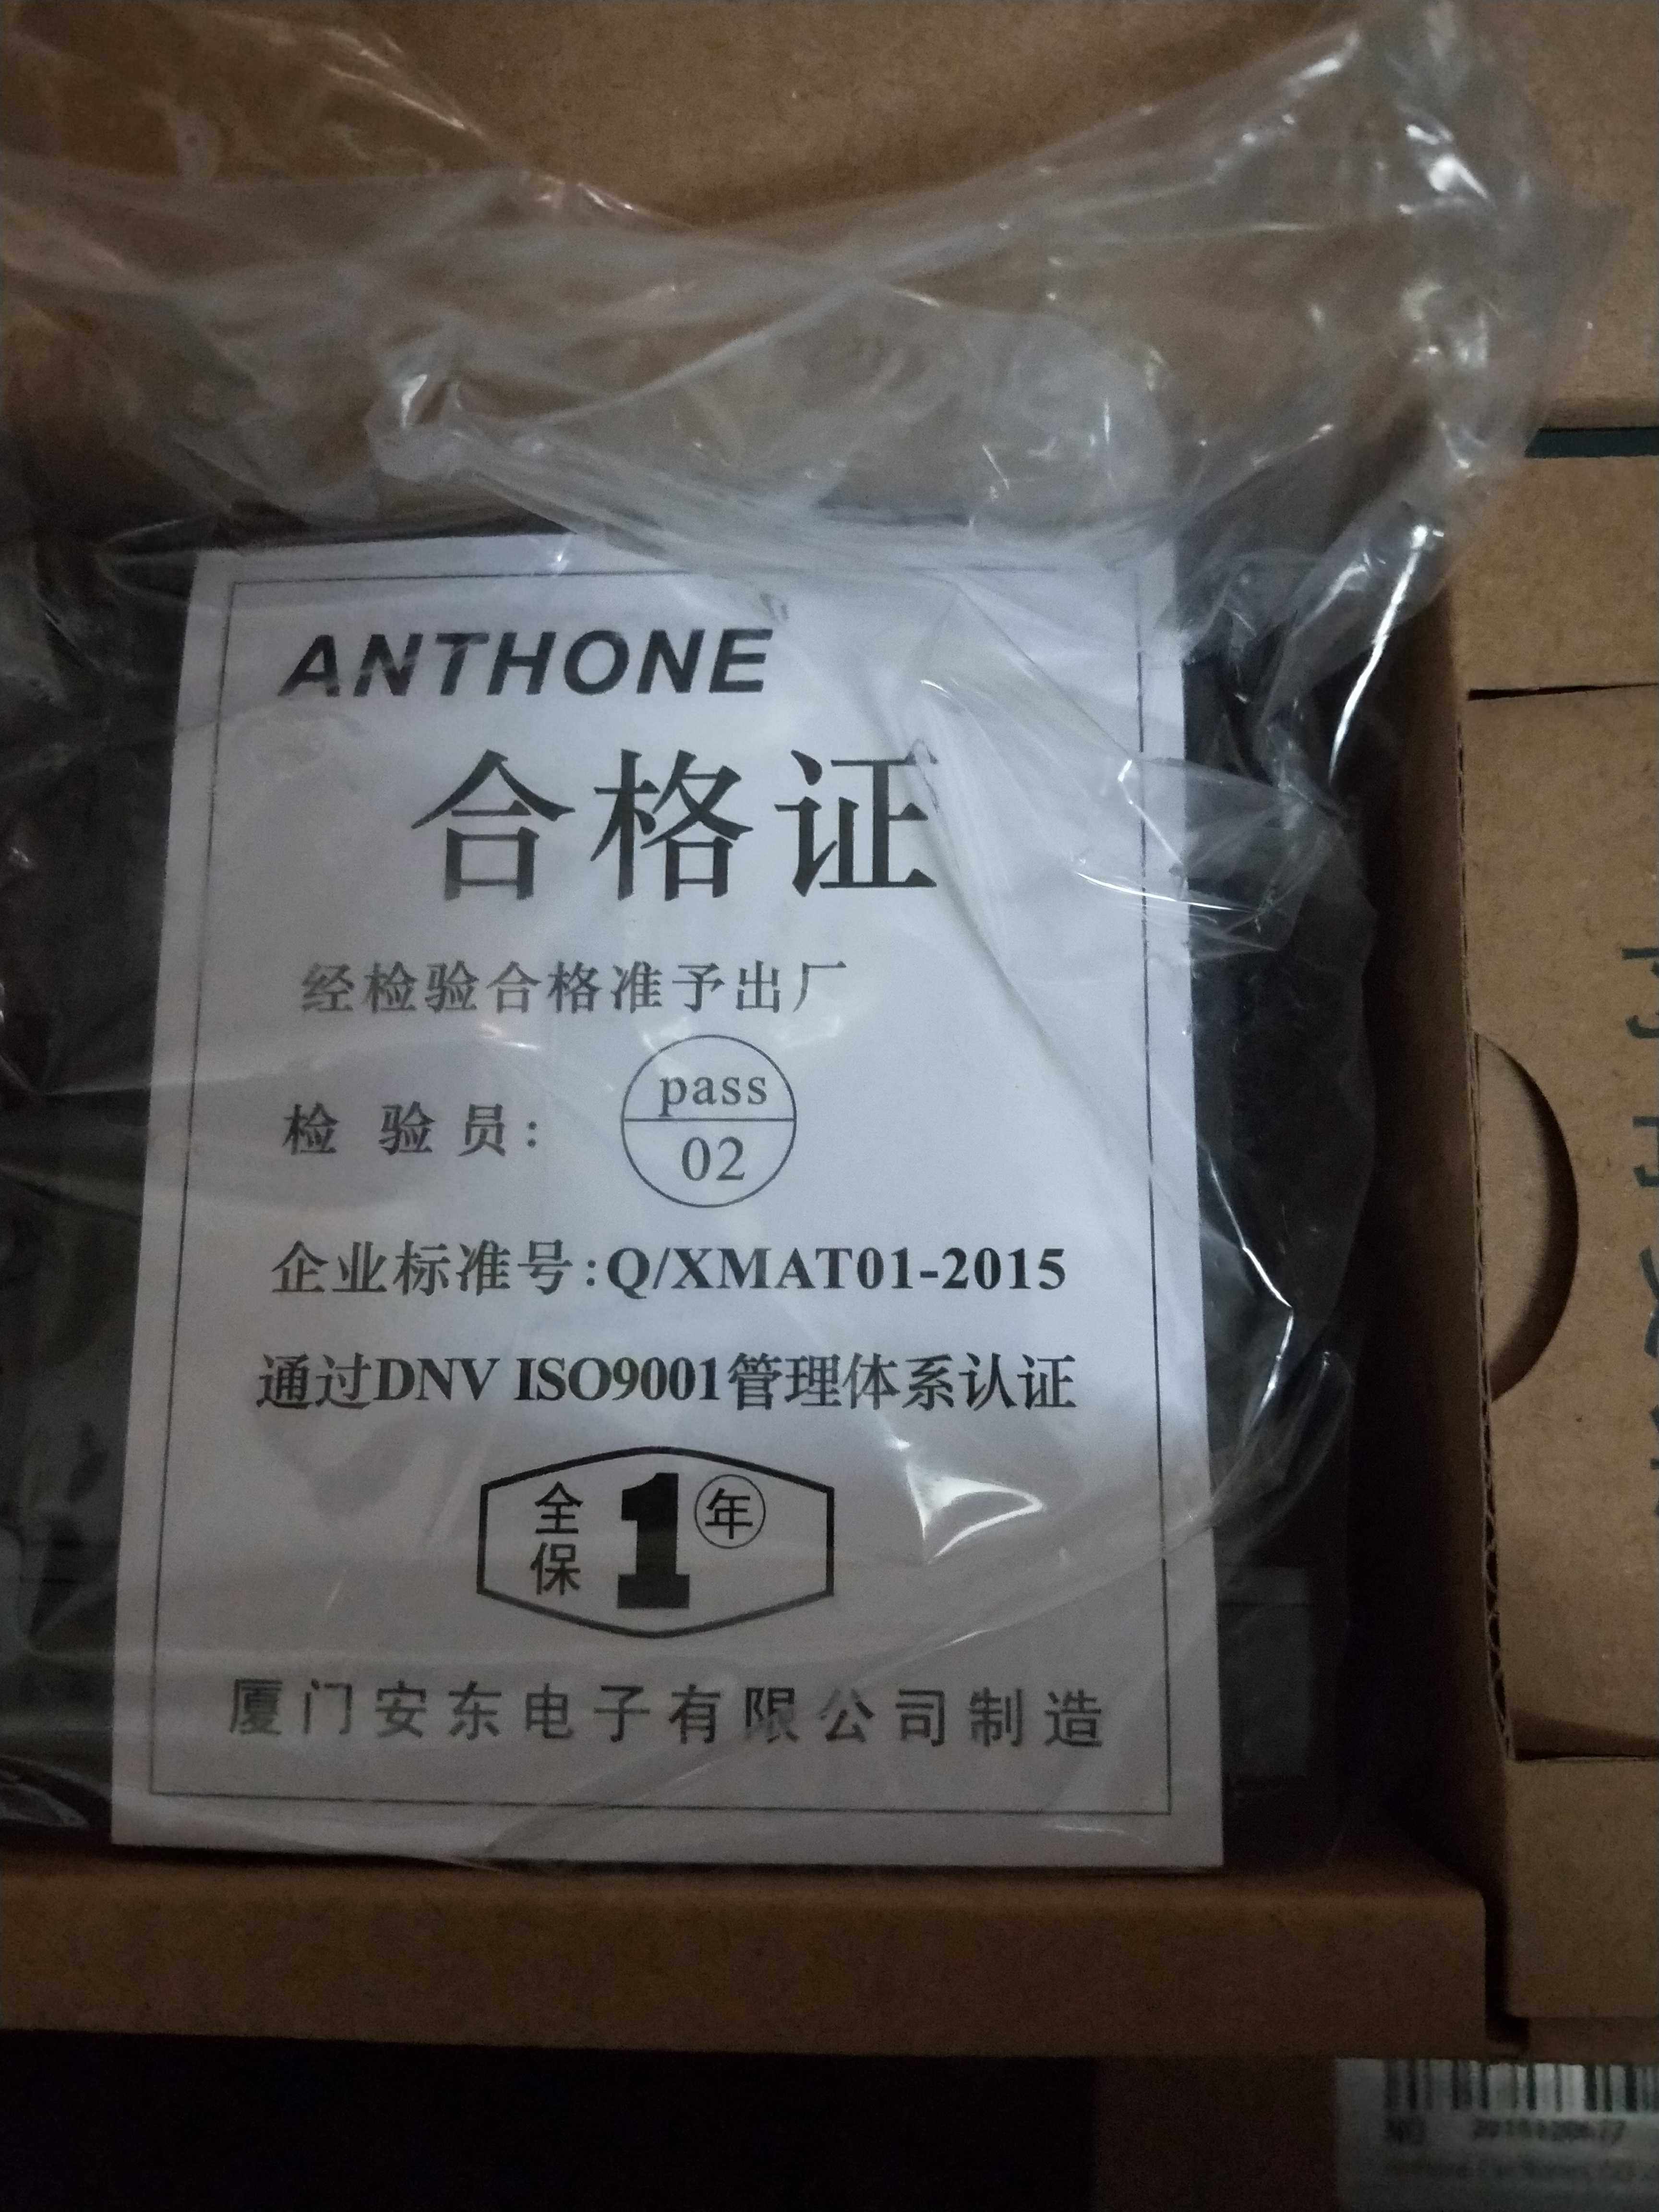 ANTHONE
合格证
经检验合格准予出厂
检验员:
pass
02
企业标准号:Q/XMAT01-2015
通过DNV ISO9001管理体系认证
全保
1
年
厦门安东电子有限公司制造